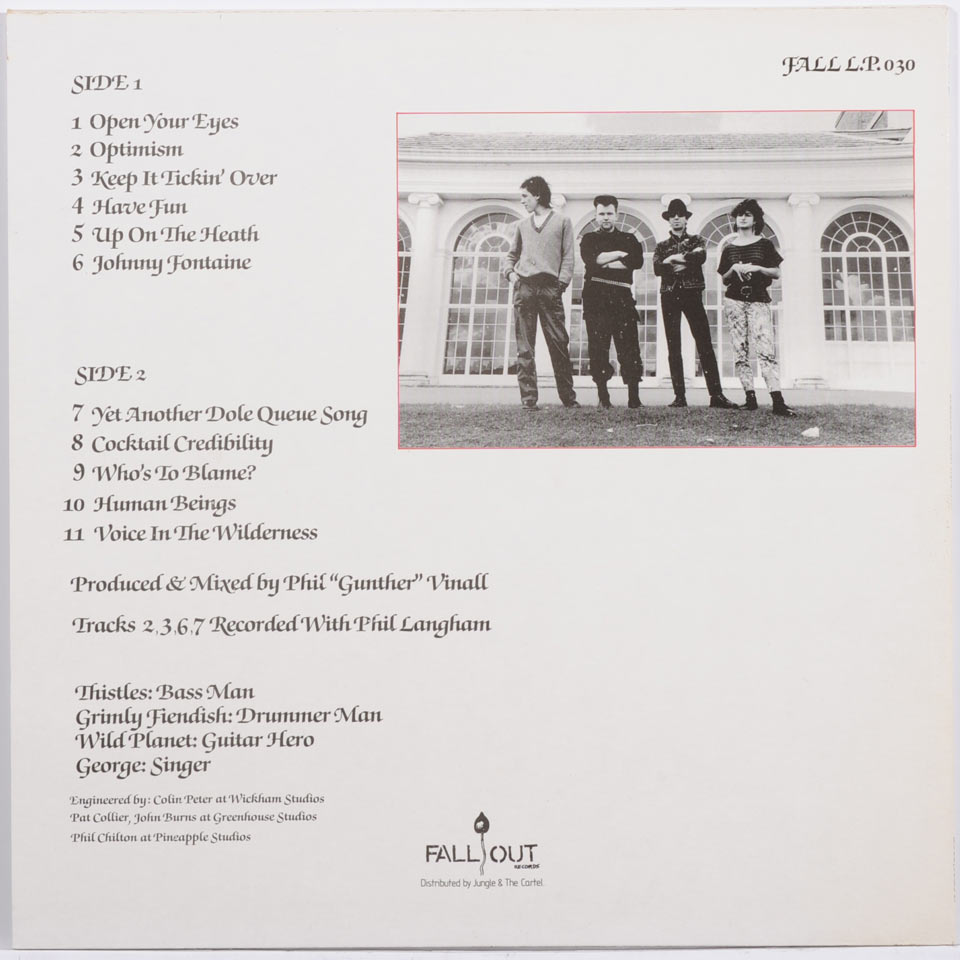 FALL L.P. 030
SIDE 1
1 Open Your Eyes
2 Optimism
3 Keep It Tickin' Over
4 Have Fun
5 Up On The Heath
6 Johnny Fontaine
SIDE 2
7 Yet Another Dole Queue Song
8 Cocktail Credibility
9 Who's To Blame?
10 Human Beings
11 Voice In The Wilderness
Produced & Mixed by Phil "Gunther" Vinall
Tracks 2,3,6,7 Recorded With Phil Langham
Thistles: Bass Man
Grimly Fiendish: Drummer Man
Wild Planet: Guitar Hero
George: Singer
Engineered by: Colin Peter at Wickham Studios
Pat Collier, John Burns at Greenhouse Studios
Phil Chilton at Pineapple Studios
FALL OUT
RECORDS
Distributed by Jungle & The Cartel.